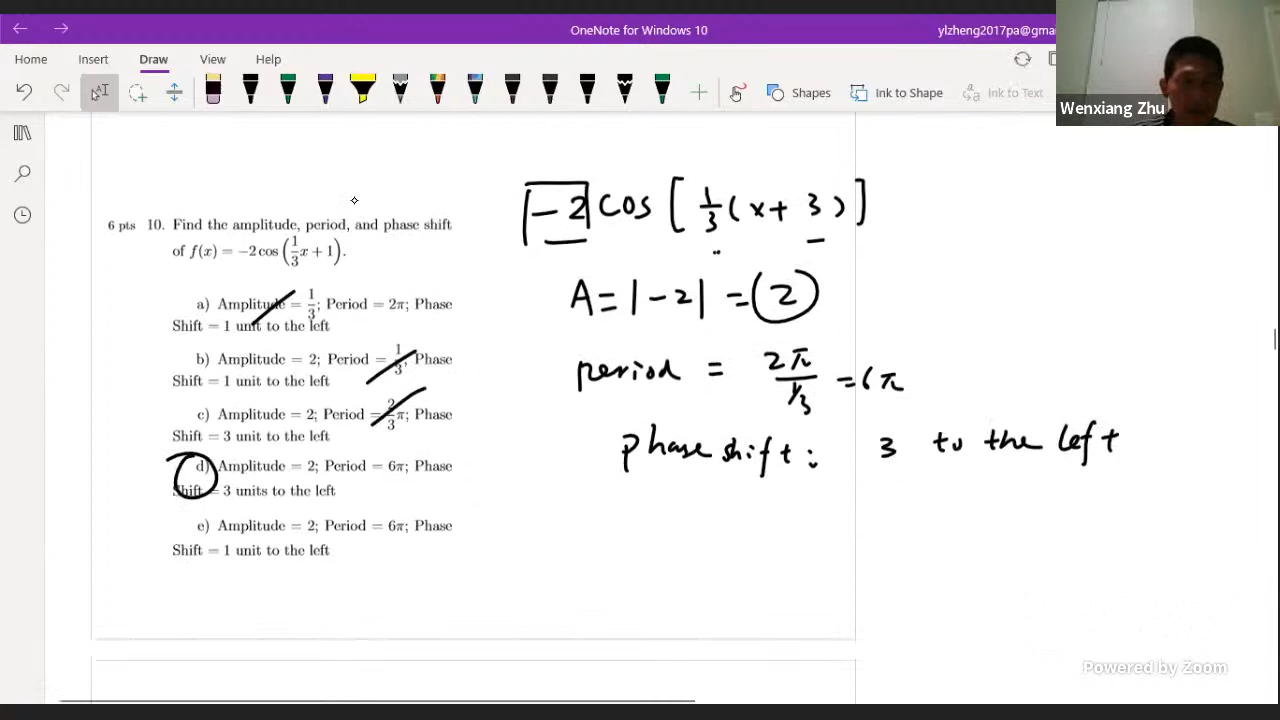 OneNote for Windows 10
ylzheng2017pa@gma
Home Insert Draw View Help
Shapes Ink to Shape Ink to Text
Wenxiang Zhu
6 pts 10. Find the amplitude, period, and phase shift
of f(x) = −2 cos (1/3 x + 1).
a) Amplitude = 1/3; Period = 2π; Phase
Shift = 1 unit to the left
b) Amplitude = 2; Period = 1/3; Phase
Shift = 1 unit to the left
c) Amplitude = 2; Period = 2/3 π; Phase
Shift = 3 unit to the left
d) Amplitude = 2; Period = 6π; Phase
Shift = 3 units to the left
e) Amplitude = 2; Period = 6π; Phase
Shift = 1 unit to the left
-2 cos [ 1/3 (x + 3) ]
A = |-2| = 2
period = 2π / 1/3 = 6π
phase shift: 3 to the left
Powered by Zoom